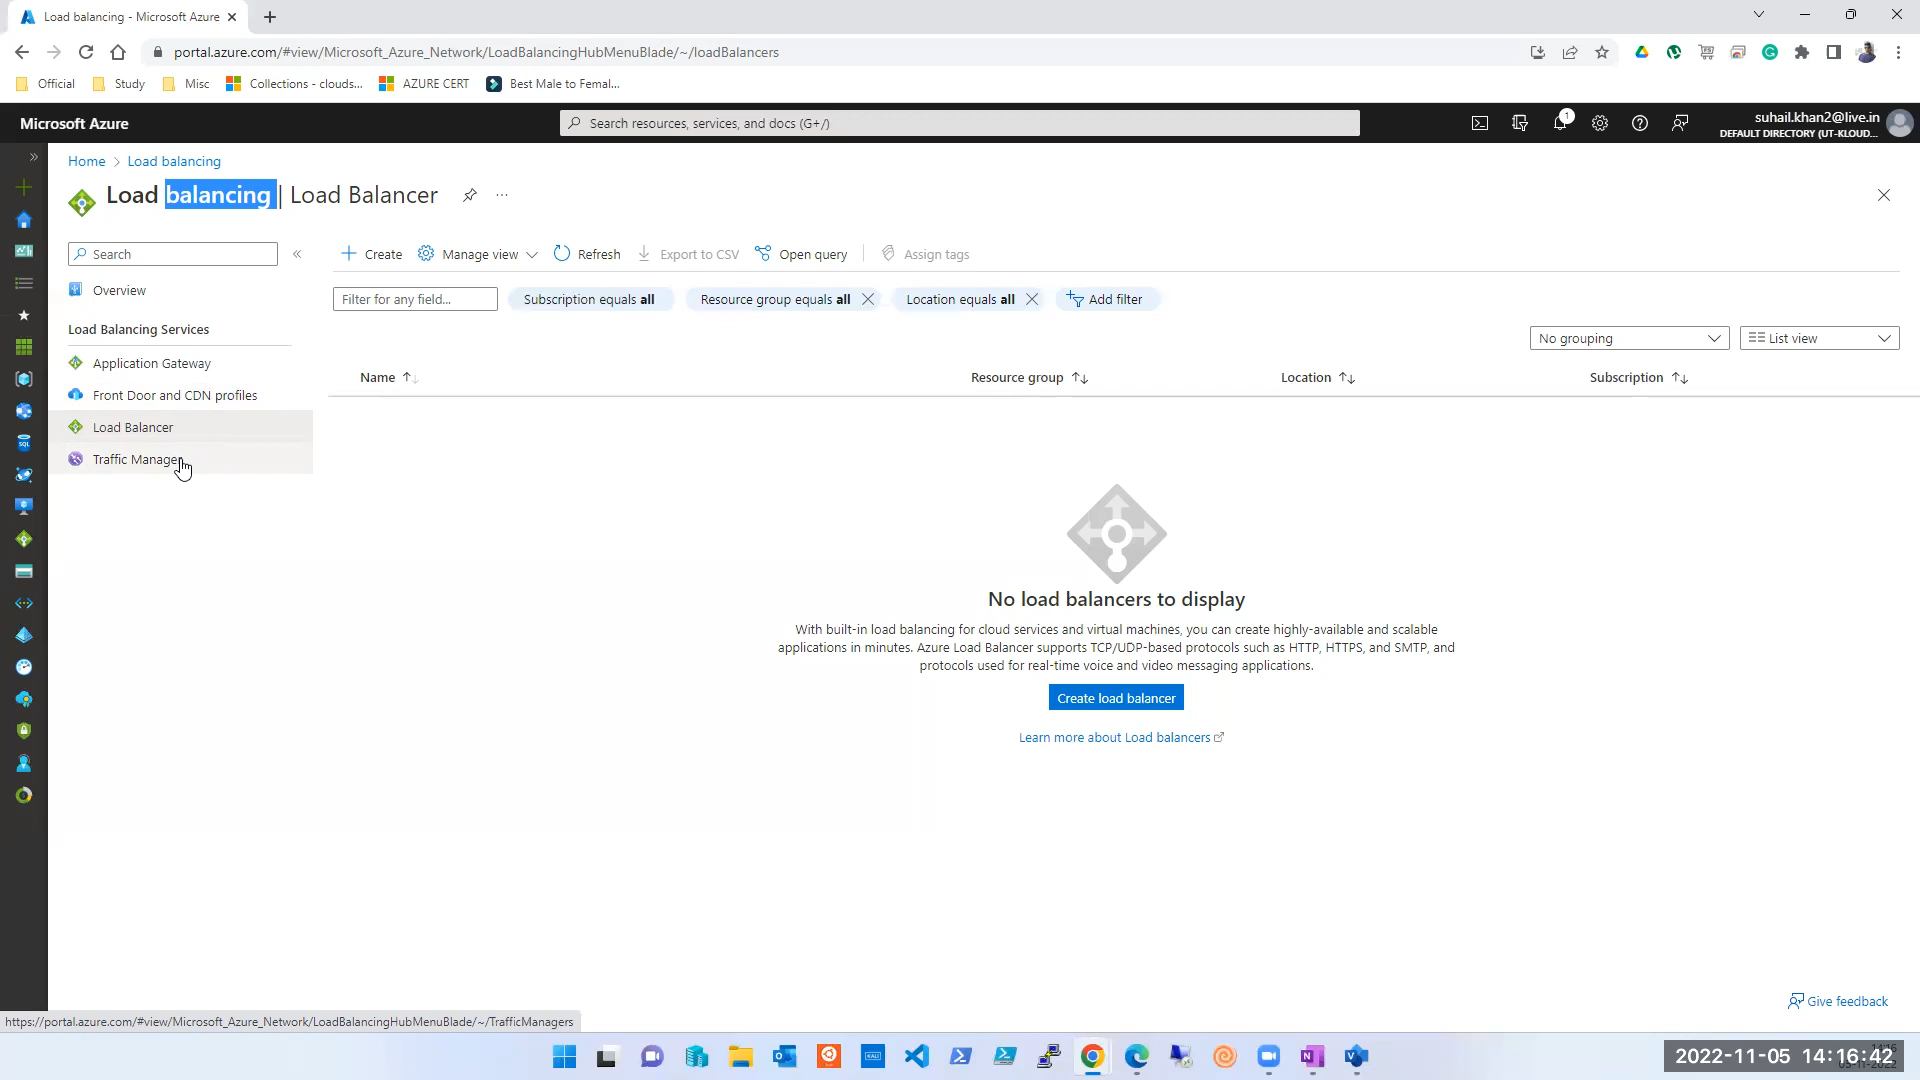 Load balancing - Microsoft Azure
portal.azure.com/#view/Microsoft_Azure_Network/LoadBalancingHubMenuBlade/~/loadBalancers
Official
Study
Misc
Collections - clouds...
AZURE CERT
Best Male to Femal...
Microsoft Azure
Search resources, services, and docs (G+/)
1
suhail.khan2@live.in
DEFAULT DIRECTORY (UT-KLOUD...
Home > Load balancing
Load balancing | Load Balancer
Search
Create
Manage view
Refresh
Export to CSV
Open query
Assign tags
Overview
Filter for any field...
Subscription equals all
Resource group equals all
Location equals all
Add filter
Load Balancing Services
No grouping
List view
Application Gateway
Front Door and CDN profiles
Load Balancer
Traffic Manager
Name
Resource group
Location
Subscription
No load balancers to display
With built-in load balancing for cloud services and virtual machines, you can create highly-available and scalable
applications in minutes. Azure Load Balancer supports TCP/UDP-based protocols such as HTTP, HTTPS, and SMTP, and
protocols used for real-time voice and video messaging applications.
Create load balancer
Learn more about Load balancers
Give feedback
https://portal.azure.com/#view/Microsoft_Azure_Network/LoadBalancingHubMenuBlade/~/TrafficManagers
2022-11-05 14:16:42